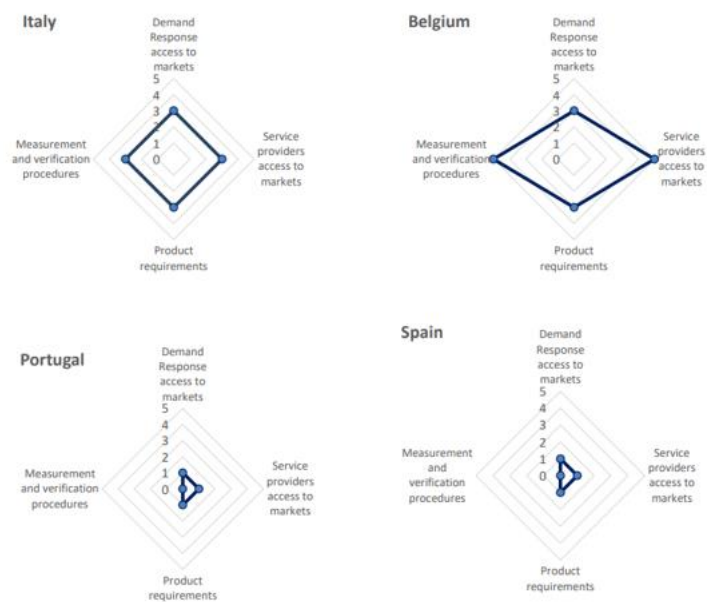 Italy
Demand
Response
access to
markets
5
4
3
2
1
0
Measurement
and verification
procedures
Service
providers
access to
markets
Product
requirements
Belgium
Demand
Response
access to
markets
5
4
3
2
1
0
Measurement
and verification
procedures
Service
providers
access to
markets
Product
requirements
Portugal
Demand
Response
access to
markets
5
4
3
2
1
0
Measurement
and verification
procedures
Service
providers
access to
markets
Product
requirements
Spain
Demand
Response
access to
markets
5
4
3
2
1
0
Measurement
and
verification
procedures
Service
providers
access to
markets
Product
requirements